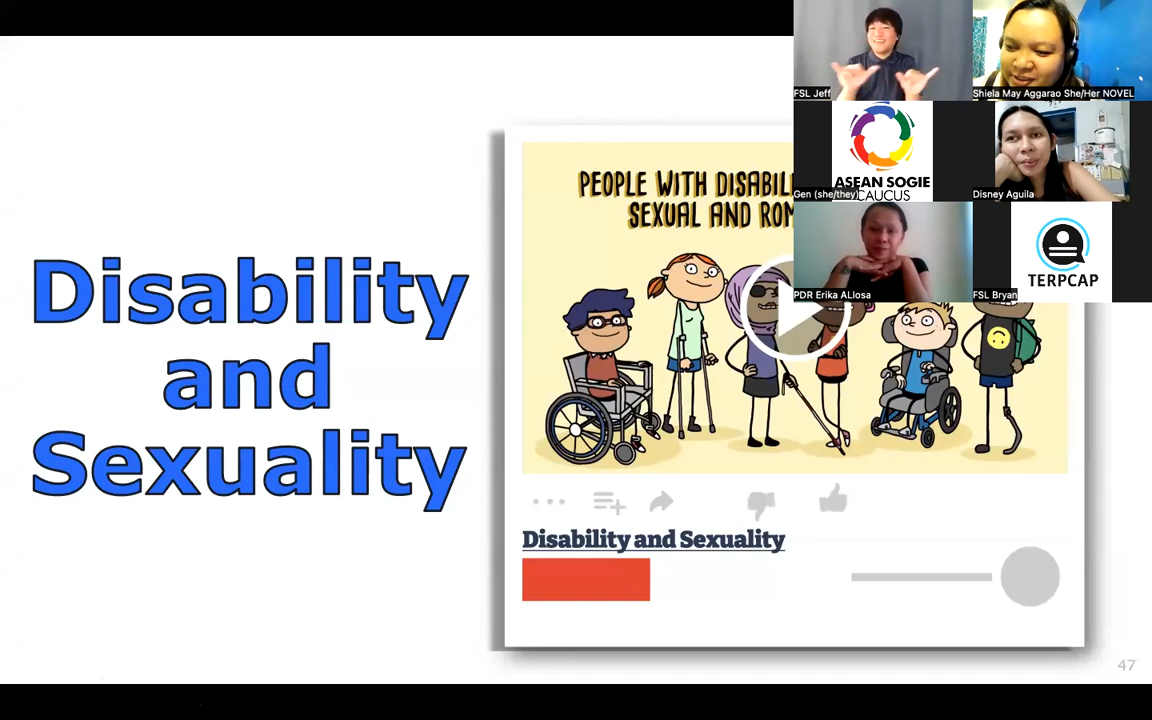 Disability
and
Sexuality
PEOPLE WITH DISABIL
SEXUAL AND ROM
Disability and Sexuality
47
FSL Jeff
Shiela May Aggarao She/Her NOVEL
ASEAN SOGIE
CAUCUS
Gen (she/they)
Disney Aguila
PDR Erika ALlosa
TERPCAP
FSL Bryan